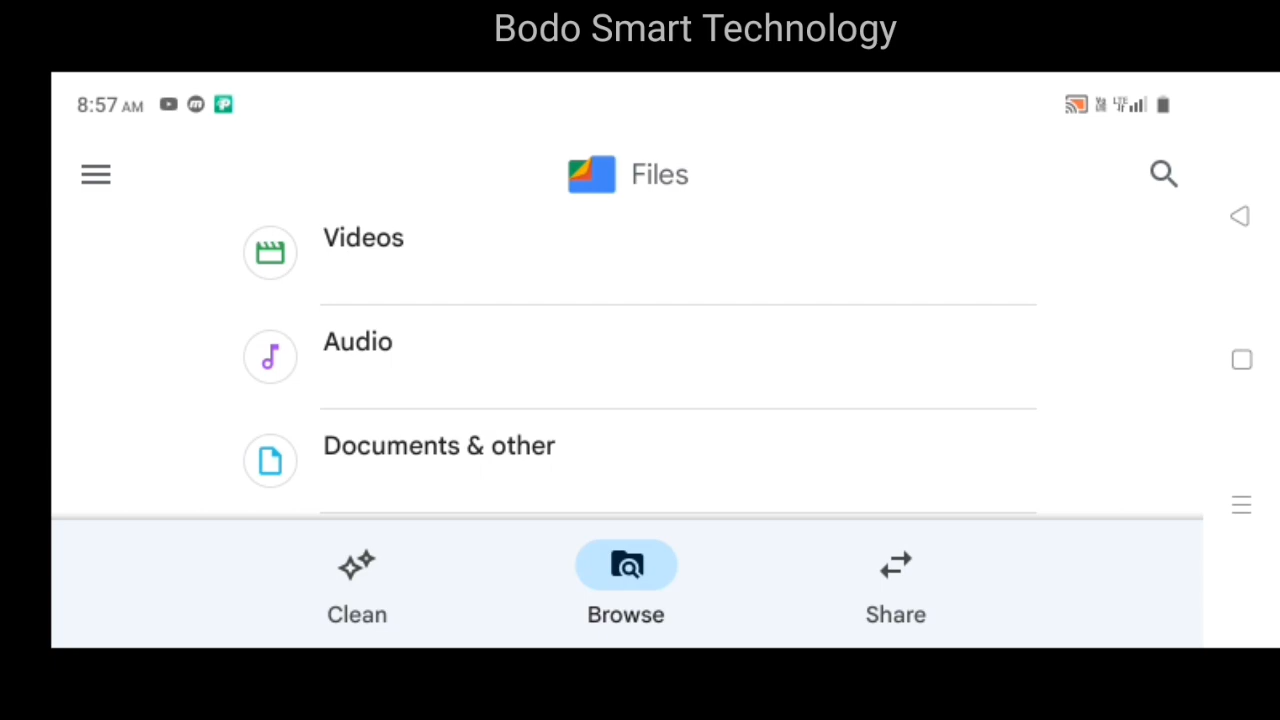 Bodo Smart Technology
8:57 AM
Files
Videos
Audio
Documents & other
Clean
Browse
Share